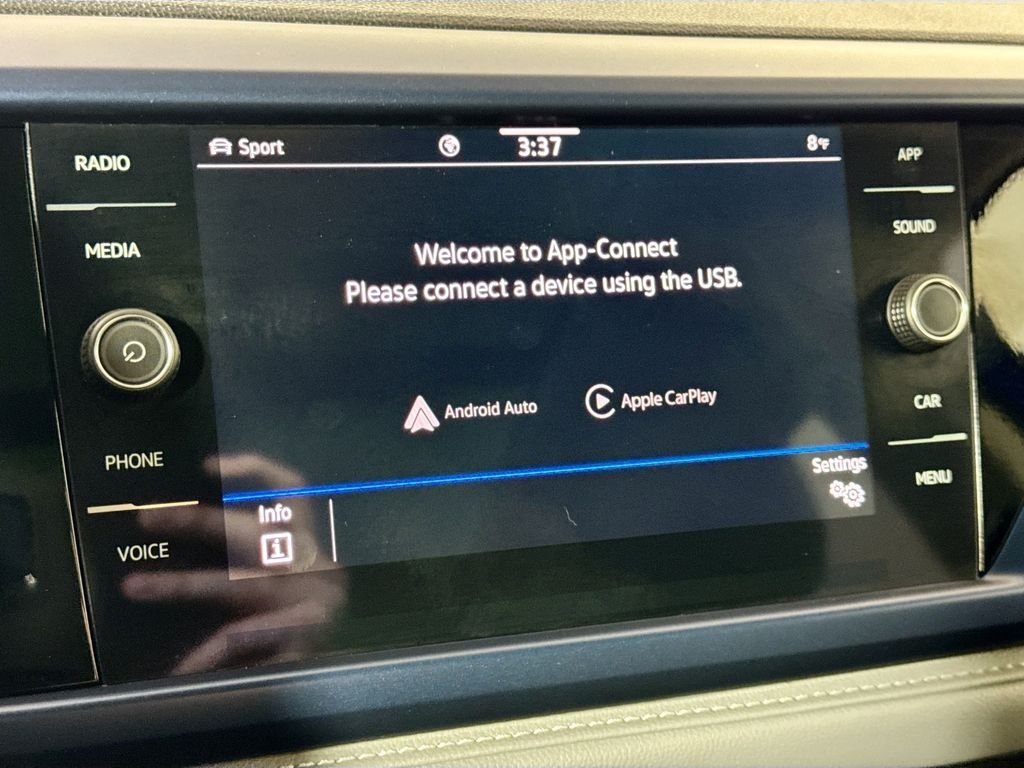 RADIO
MEDIA
PHONE
VOICE
Sport
3:37
8°F
Welcome to App-Connect
Please connect a device using the USB.
Android Auto
Apple CarPlay
Info
i
Settings
APP
SOUND
CAR
MENU